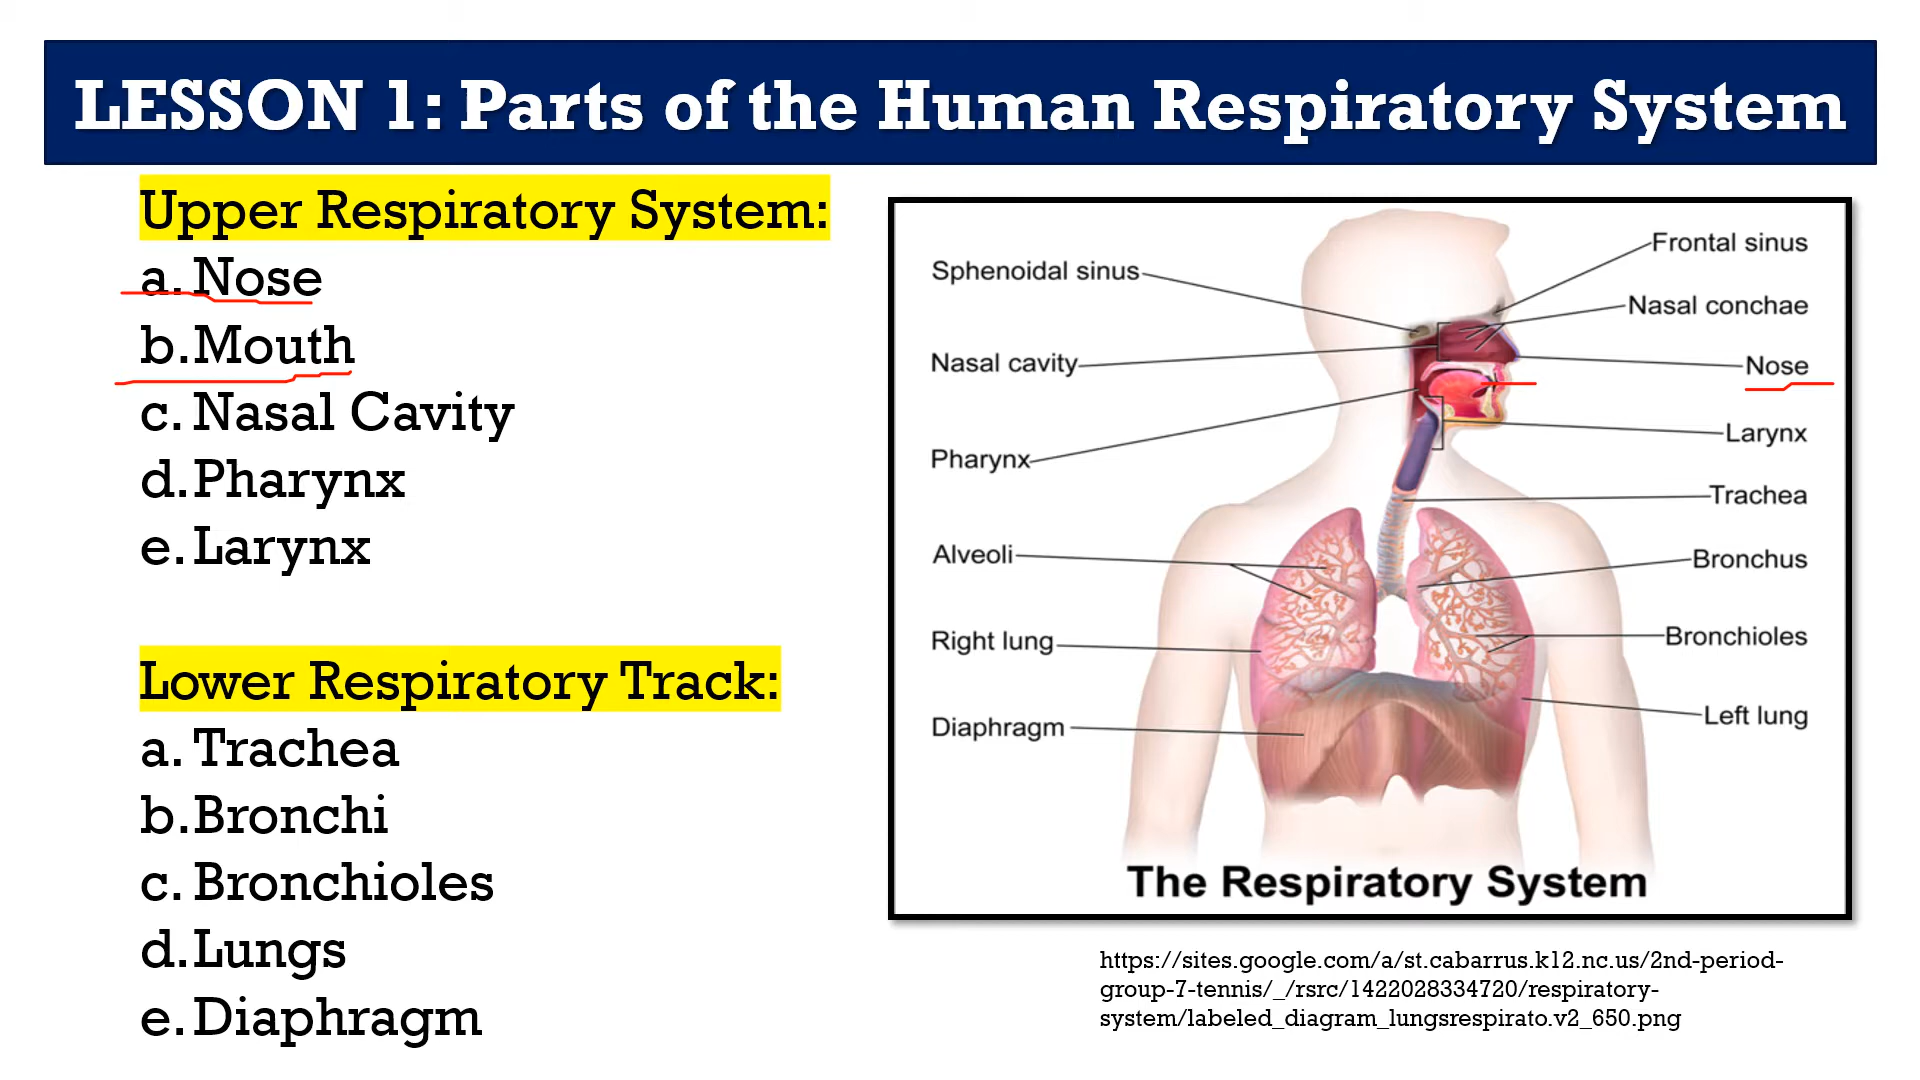 LESSON 1: Parts of the Human Respiratory System
Upper Respiratory System:
a. Nose
b. Mouth
c. Nasal Cavity
d. Pharynx
e. Larynx
Lower Respiratory Track:
a. Trachea
b. Bronchi
c. Bronchioles
d. Lungs
e. Diaphragm
Sphenoidal sinus
Nasal cavity
Pharynx
Alveoli
Right lung
Diaphragm
Frontal sinus
Nasal conchae
Nose
Larynx
Trachea
Bronchus
Bronchioles
Left lung
The Respiratory System
https://sites.google.com/a/st.cabarrus.k12.nc.us/2nd-period-
group-7-tennis/_/rsrc/1422028334720/respiratory-
system/labeled_diagram_lungsrespirato.v2_650.png